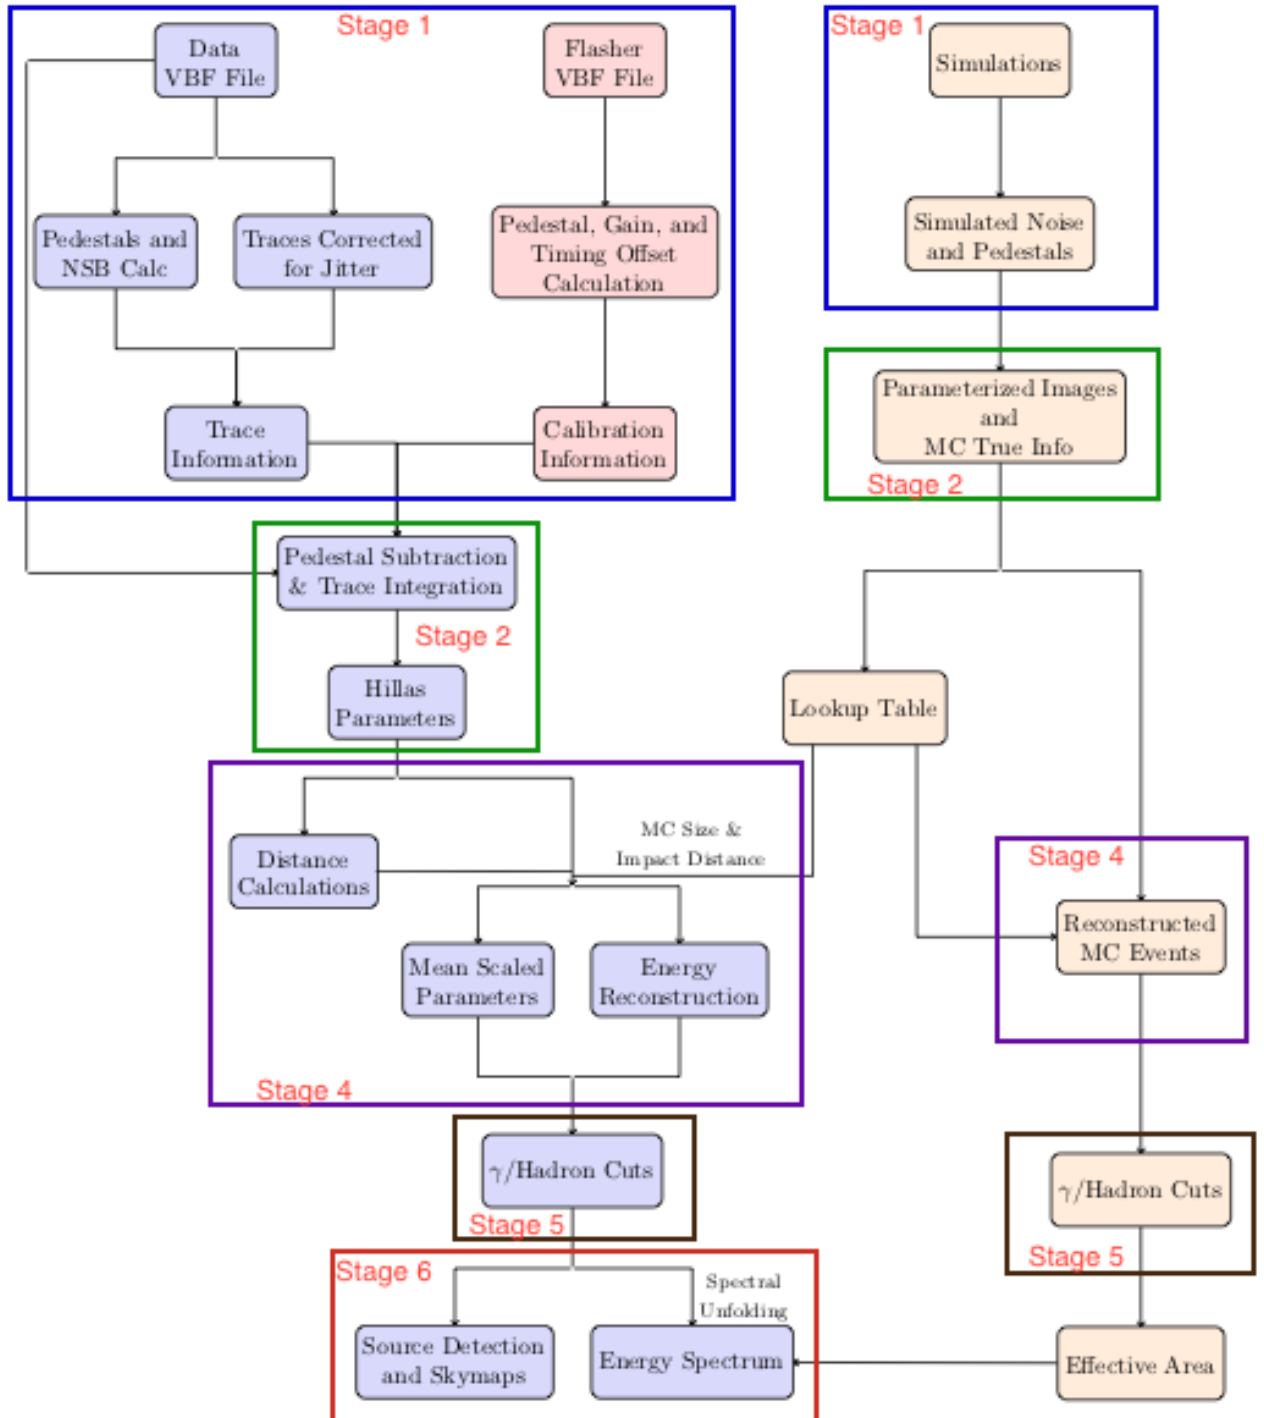 Stage 1
Data
VBF File
Flasher
VBF File
Pedestals and
NSB Calc
Traces Corrected
for Jitter
Pedestal, Gain, and
Timing Offset
Calculation
Trace
Information
Calibration
Information
Stage 1
Simulations
Simulated Noise
and Pedestals
Parameterized Images
and
MC True Info
Stage 2
Pedestal Subtraction
& Trace Integration
Stage 2
Hillas
Parameters
Lookup Table
MC Size &
Impact Distance
Distance
Calculations
Mean Scaled
Parameters
Energy
Reconstruction
Stage 4
Stage 4
Reconstructed
MC Events
γ/Hadron Cuts
Stage 5
γ/Hadron Cuts
Stage 5
Stage 6
Spectral
Unfolding
Source Detection
and Skymaps
Energy Spectrum
Effective Area